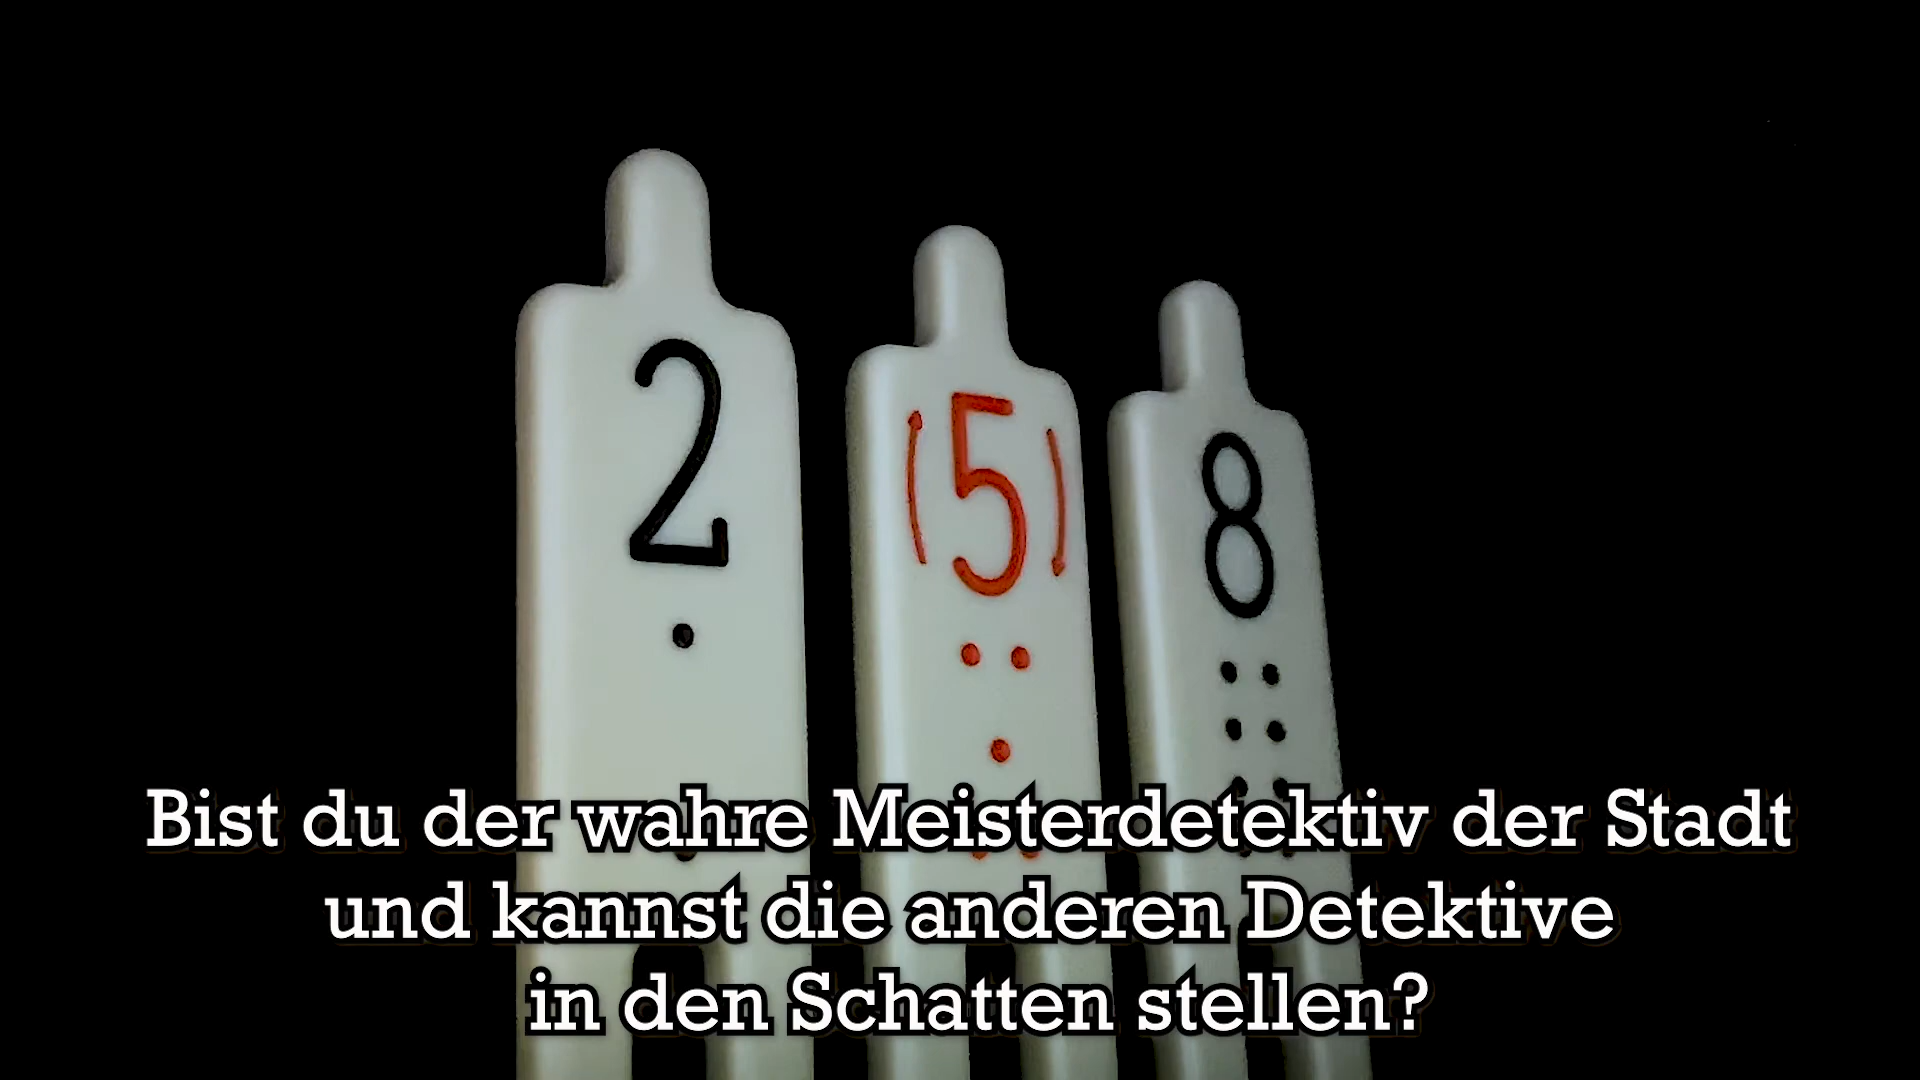 2 (5) 8
Bist du der wahre Meisterdetektiv der Stadt
und kannst die anderen Detektive
in den Schatten stellen?